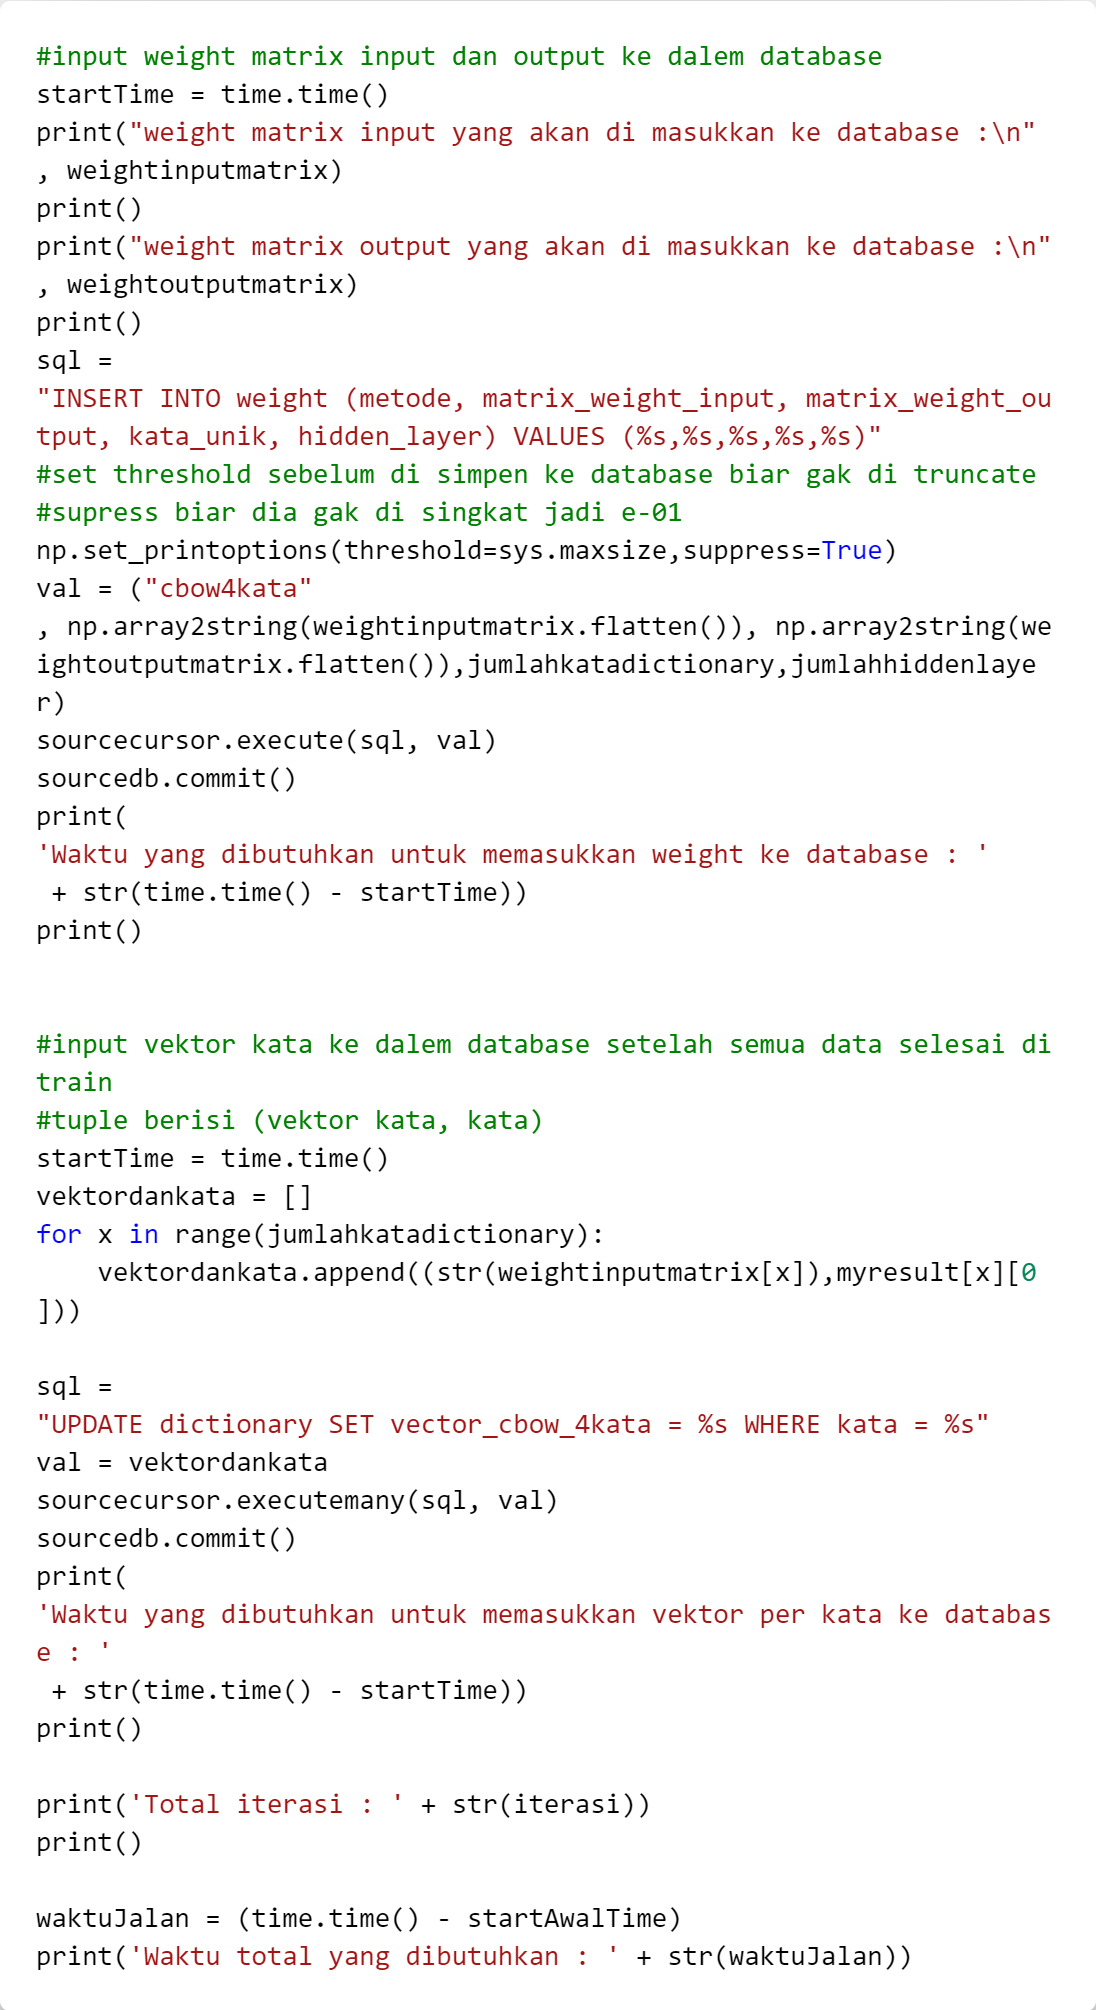 #input weight matrix input dan output ke dalem database
startTime = time.time()
print("weight matrix input yang akan di masukkan ke database :\n"
, weightinputmatrix)
print()
print("weight matrix output yang akan di masukkan ke database :\n"
, weightoutputmatrix)
print()
sql =
"INSERT INTO weight (metode, matrix_weight_input, matrix_weight_ou
tput, kata_unik, hidden_layer) VALUES (%s,%s,%s,%s,%s)"
#set threshold sebelum di simpen ke database biar gak di truncate
#supress biar dia gak di singkat jadi e-01
np.set_printoptions(threshold=sys.maxsize,suppress=True)
val = ("cbow4kata"
, np.array2string(weightinputmatrix.flatten()), np.array2string(we
ightoutputmatrix.flatten()),jumlahkatadictionary,jumlahhiddenlaye
r)
sourcecursor.execute(sql, val)
sourcedb.commit()
print(
'Waktu yang dibutuhkan untuk memasukkan weight ke database : '
 + str(time.time() - startTime))
print()
#input vektor kata ke dalem database setelah semua data selesai di
train
#tuple berisi (vektor kata, kata)
startTime = time.time()
vektordankata = []
for x in range(jumlahkatadictionary):
    vektordankata.append((str(weightinputmatrix[x]),myresult[x][0
]))
sql =
"UPDATE dictionary SET vector_cbow_4kata = %s WHERE kata = %s"
val = vektordankata
sourcecursor.executemany(sql, val)
sourcedb.commit()
print(
'Waktu yang dibutuhkan untuk memasukkan vektor per kata ke databas
e : '
 + str(time.time() - startTime))
print()
print('Total iterasi : ' + str(iterasi))
print()
waktuJalan = (time.time() - startAwalTime)
print('Waktu total yang dibutuhkan : ' + str(waktuJalan))